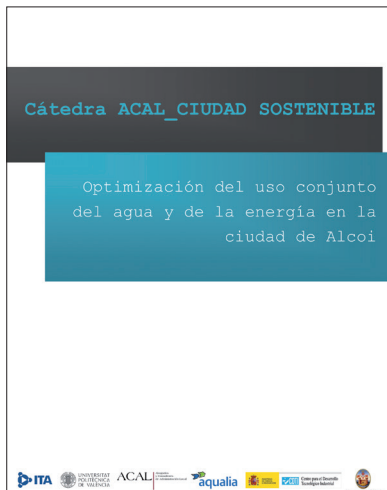 Cátedra ACAL_CIUDAD SOSTENIBLE
Optimización del uso conjunto
del agua y de la energía en la
ciudad de Alcoi
ITA
UNIVERSITAT
POLITÈCNICA
DE VALÈNCIA
ACAL
aqualia
Centro para el Desarrollo
Tecnológico Industrial